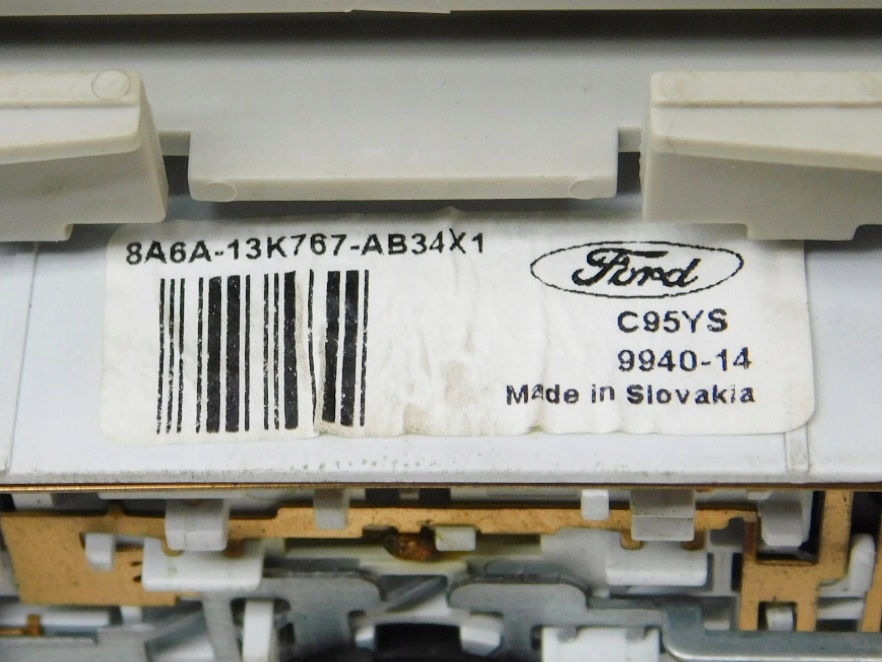 8A6A-13K767-AB34X1
Ford
C95YS
9940-14
Made in Slovakia